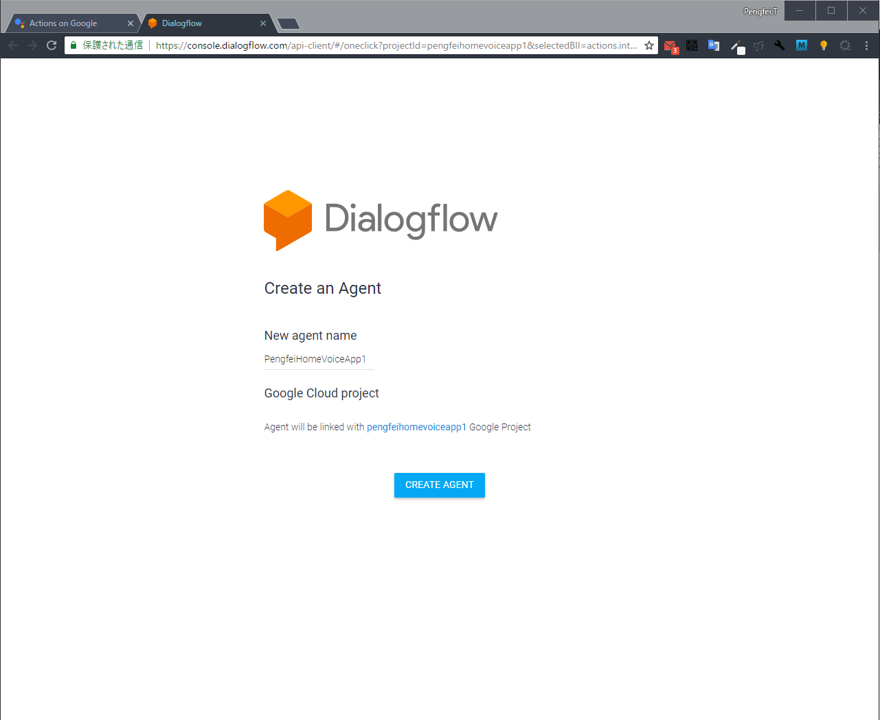 PengfeiT
Actions on Google
Dialogflow
保護された通信
https://console.dialogflow.com/api-client/#/oneclick?projectId=pengfeihomevoiceapp1&selectedBII=actions.int...
3
M
Dialogflow
Create an Agent
New agent name
PengfeiHomeVoiceApp1
Google Cloud project
Agent will be linked with pengfeihomevoiceapp1 Google Project
CREATE AGENT